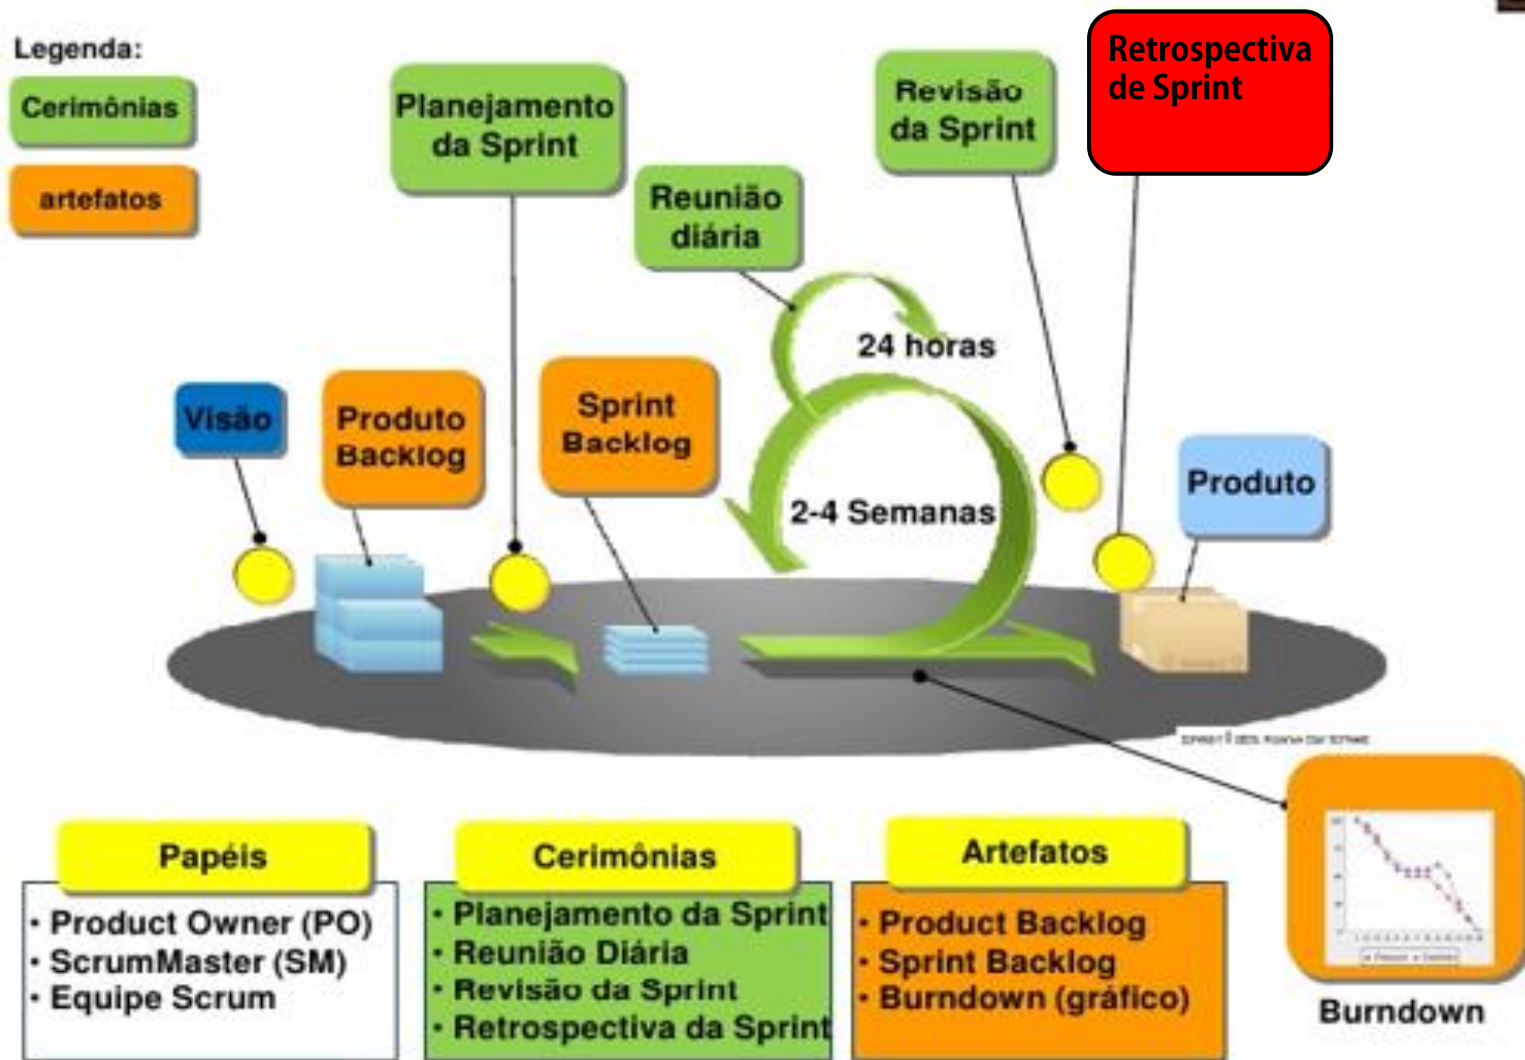 Legenda:
Cerimônias
artefatos
Planejamento
da Sprint
Reunião
diária
Revisão
da Sprint
Retrospectiva
de Sprint
24 horas
2-4 Semanas
Visão
Produto
Backlog
Sprint
Backlog
Produto
Papéis
• Product Owner (PO)
• ScrumMaster (SM)
• Equipe Scrum
Cerimônias
• Planejamento da Sprint
• Reunião Diária
• Revisão da Sprint
• Retrospectiva da Sprint
Artefatos
• Product Backlog
• Sprint Backlog
• Burndown (gráfico)
Burndown